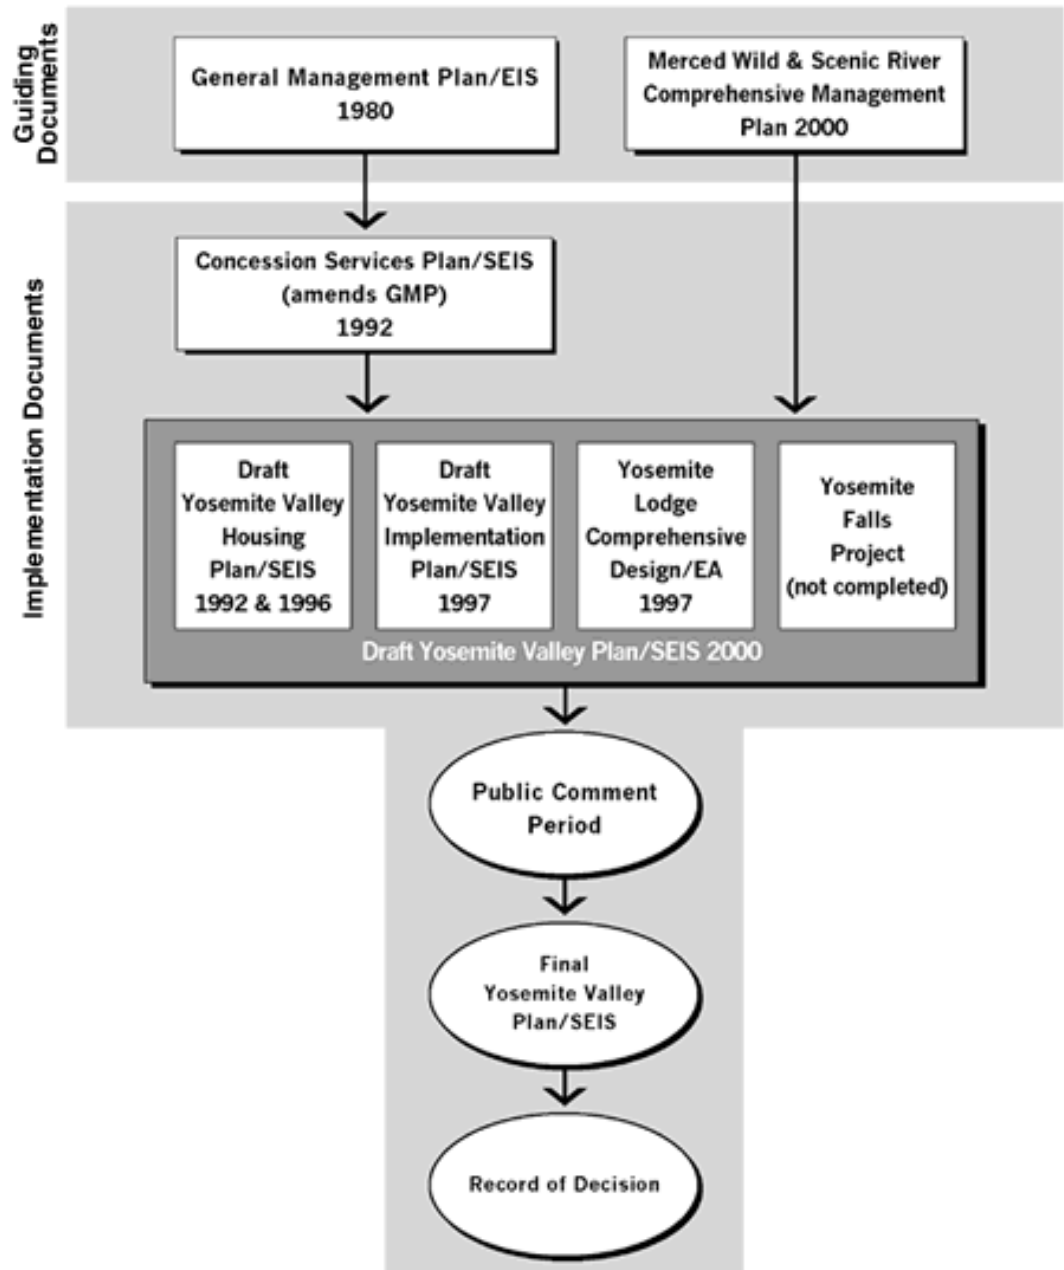 Guiding
Documents
General Management Plan/EIS
1980
Merced Wild & Scenic River
Comprehensive Management
Plan 2000
Implementation Documents
Concession Services Plan/SEIS
(amends GMP)
1992
Draft
Yosemite Valley
Housing
Plan/SEIS
1992 & 1996
Draft
Yosemite Valley
Implementation
Plan/SEIS
1997
Yosemite
Lodge
Comprehensive
Design/EA
1997
Yosemite
Falls
Project
(not completed)
Draft Yosemite Valley Plan/SEIS 2000
Public Comment
Period
Final
Yosemite Valley
Plan/SEIS
Record of Decision